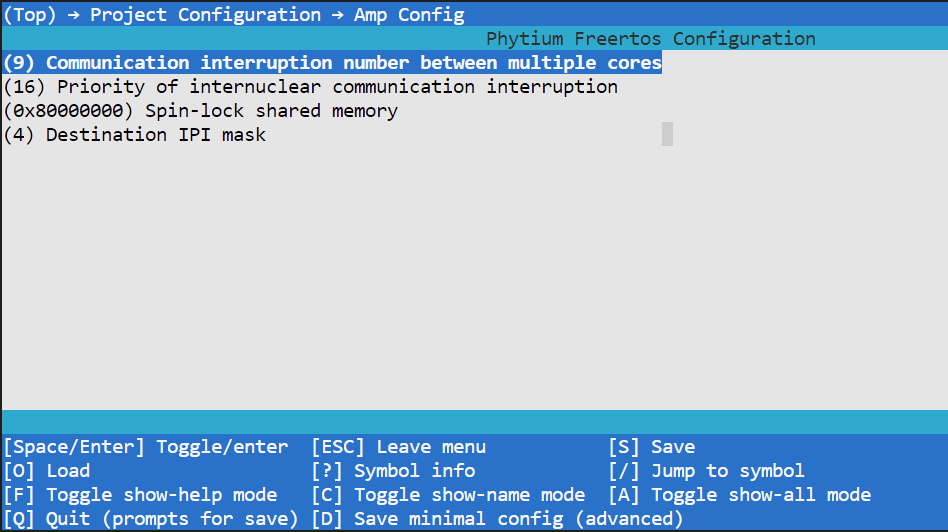 (Top) → Project Configuration → Amp Config
Phytium Freertos Configuration
(9) Communication interruption number between multiple cores
(16) Priority of internuclear communication interruption
(0x80000000) Spin-lock shared memory
(4) Destination IPI mask
[Space/Enter] Toggle/enter [ESC] Leave menu [S] Save
[O] Load [?] Symbol info [/] Jump to symbol
[F] Toggle show-help mode [C] Toggle show-name mode [A] Toggle show-all mode
[Q] Quit (prompts for save) [D] Save minimal config (advanced)